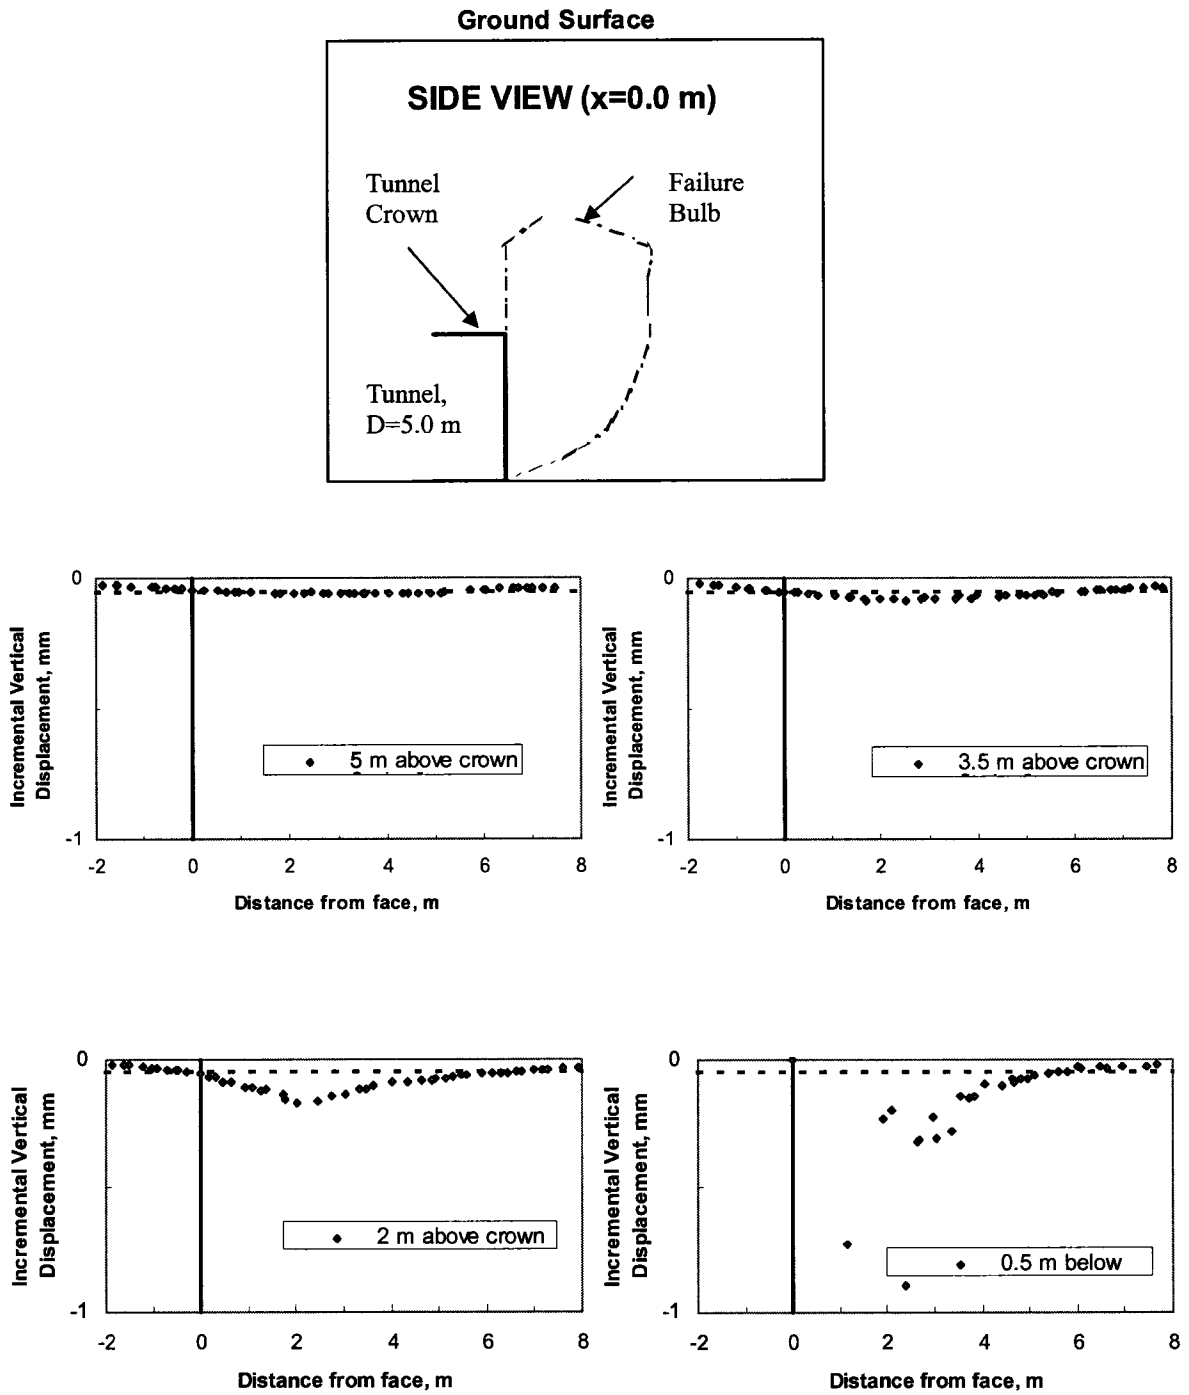 Ground Surface
SIDE VIEW (x=0.0 m)
Tunnel
Crown
Failure
Bulb
Tunnel,
D=5.0 m
Incremental Vertical
Displacement, mm
0
-1
5 m above crown
-2
0
2
4
6
8
Distance from face, m
Incremental Vertical
Displacement, mm
0
-1
3.5 m above crown
-2
0
2
4
6
8
Distance from face, m
Incremental Vertical
Displacement, mm
0
-1
2 m above crown
-2
0
2
4
6
8
Distance from face, m
Incremental Vertical
Displacement, mm
0
-1
0.5 m below
-2
0
2
4
6
8
Distance from face, m